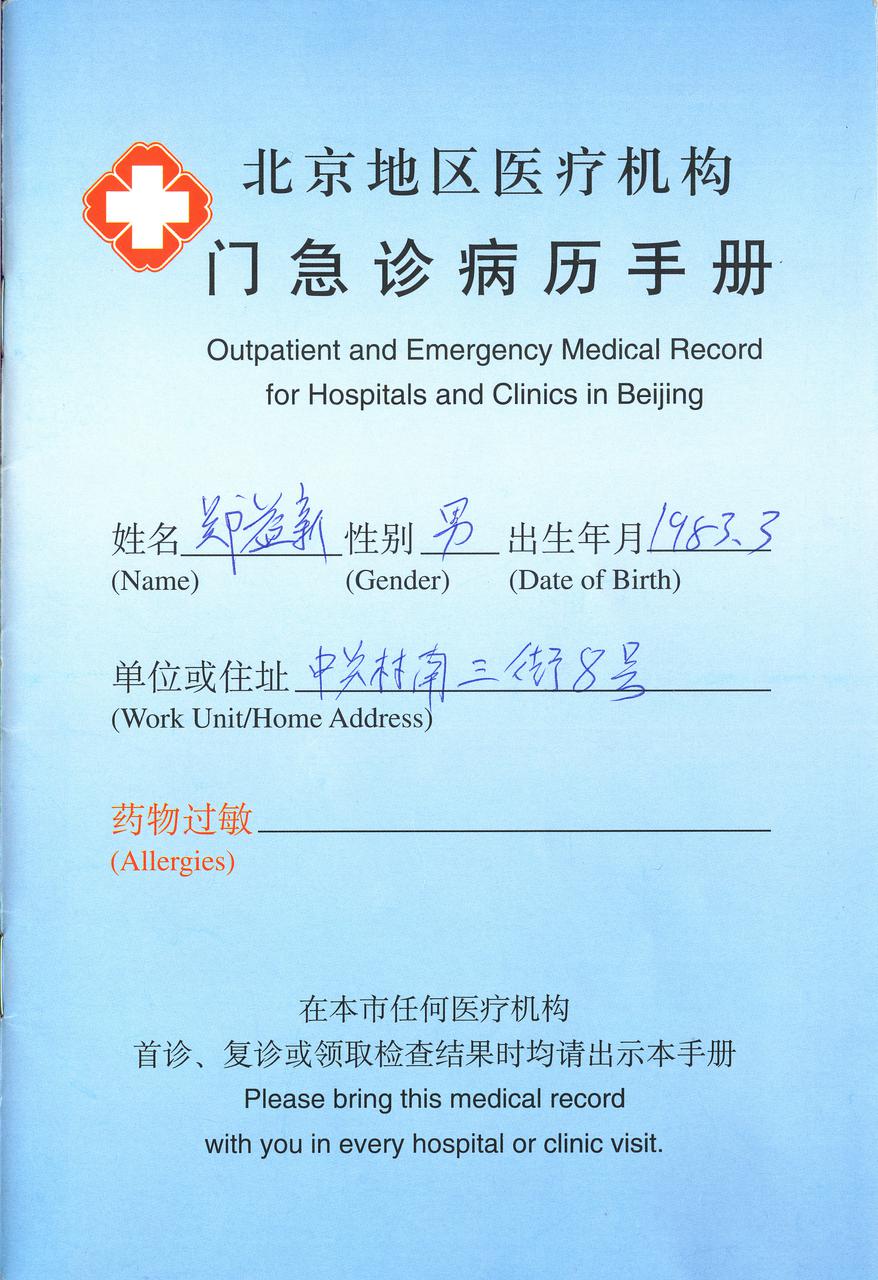 北京地区医疗机构
门急诊病历手册
Outpatient and Emergency Medical Record
for Hospitals and Clinics in Beijing
姓名 郑益新 性别 男 出生年月 1983.3
(Name) (Gender) (Date of Birth)
单位或住址 中关村南三街8号
(Work Unit/Home Address)
药物过敏
(Allergies)
在本市任何医疗机构
首诊、复诊或领取检查结果时均请出示本手册
Please bring this medical record
with you in every hospital or clinic visit.